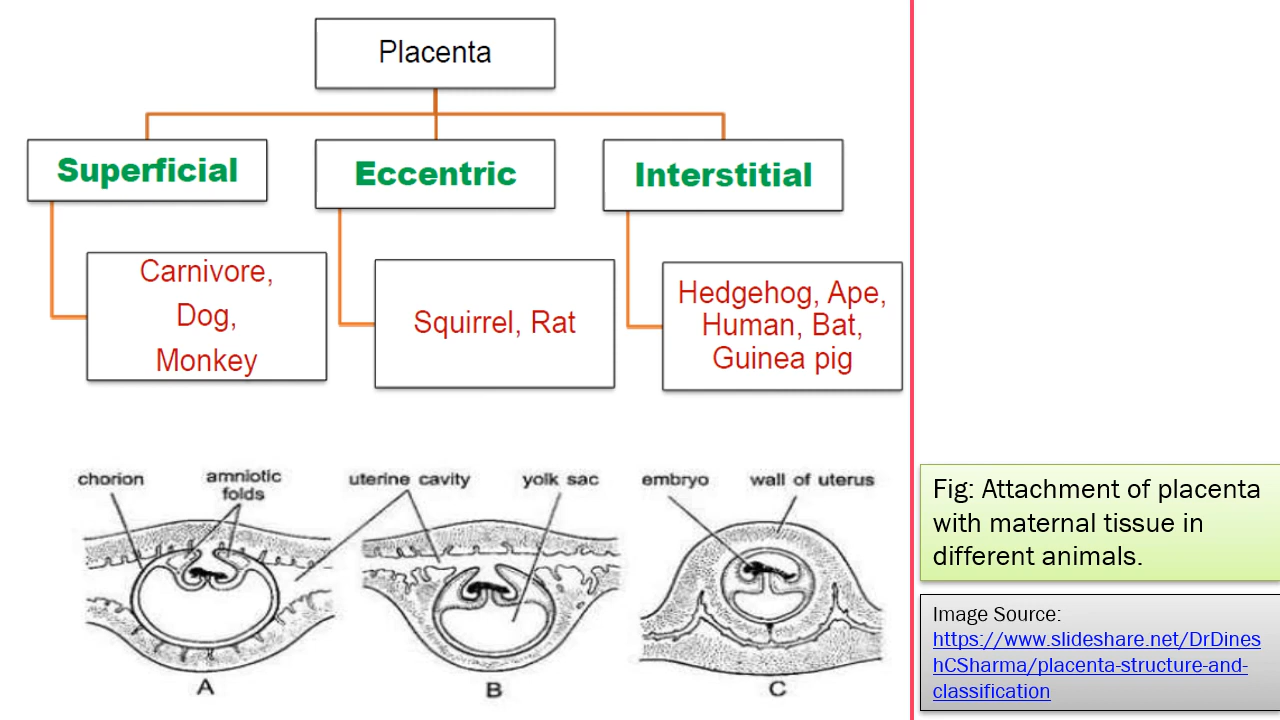 Placenta
Superficial
Eccentric
Interstitial
Carnivore,
Dog,
Monkey
Squirrel, Rat
Hedgehog, Ape,
Human, Bat,
Guinea pig
chorion
amniotic
folds
uterine cavity
yolk sac
embryo
wall of uterus
A
B
C
Fig: Attachment of placenta
with maternal tissue in
different animals.
Image Source:
https://www.slideshare.net/DrDines
hCSharma/placenta-structure-and-
classification